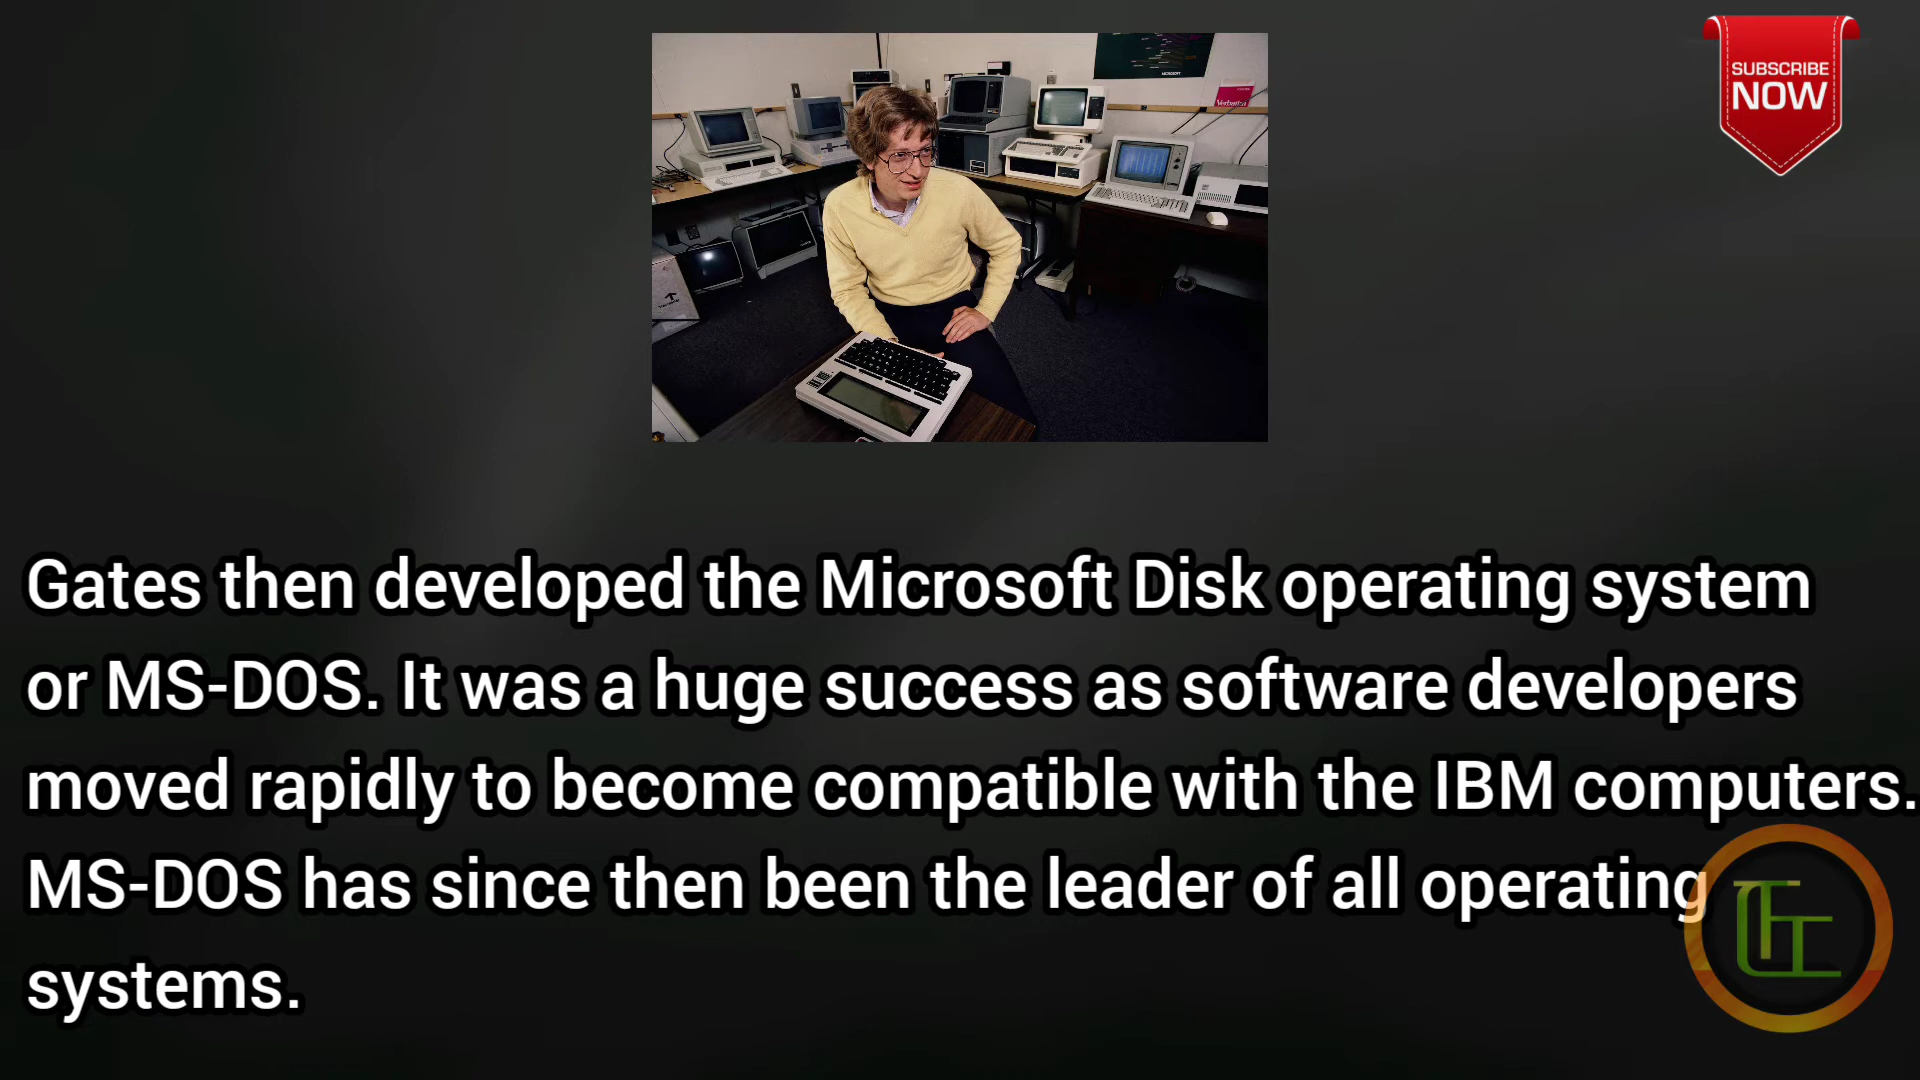 MICROSOFT
Verbatim
SUBSCRIBE
NOW
Gates then developed the Microsoft Disk operating system
or MS-DOS. It was a huge success as software developers
moved rapidly to become compatible with the IBM computers.
MS-DOS has since then been the leader of all operating
systems.